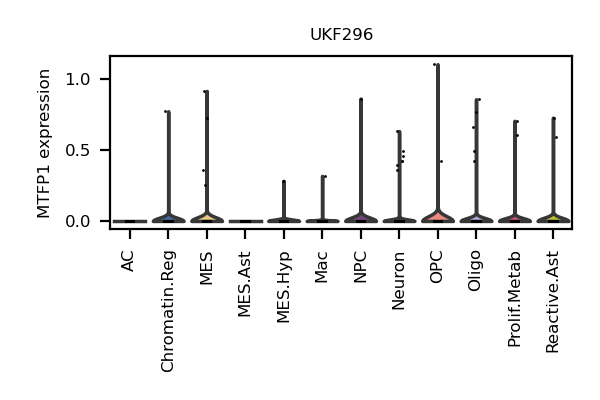 UKF296
MTFP1 expression
1.0
0.5
0.0
AC
Chromatin.Reg
MES
MES.Ast
MES.Hyp
Mac
NPC
Neuron
OPC
Oligo
Prolif.Metab
Reactive.Ast